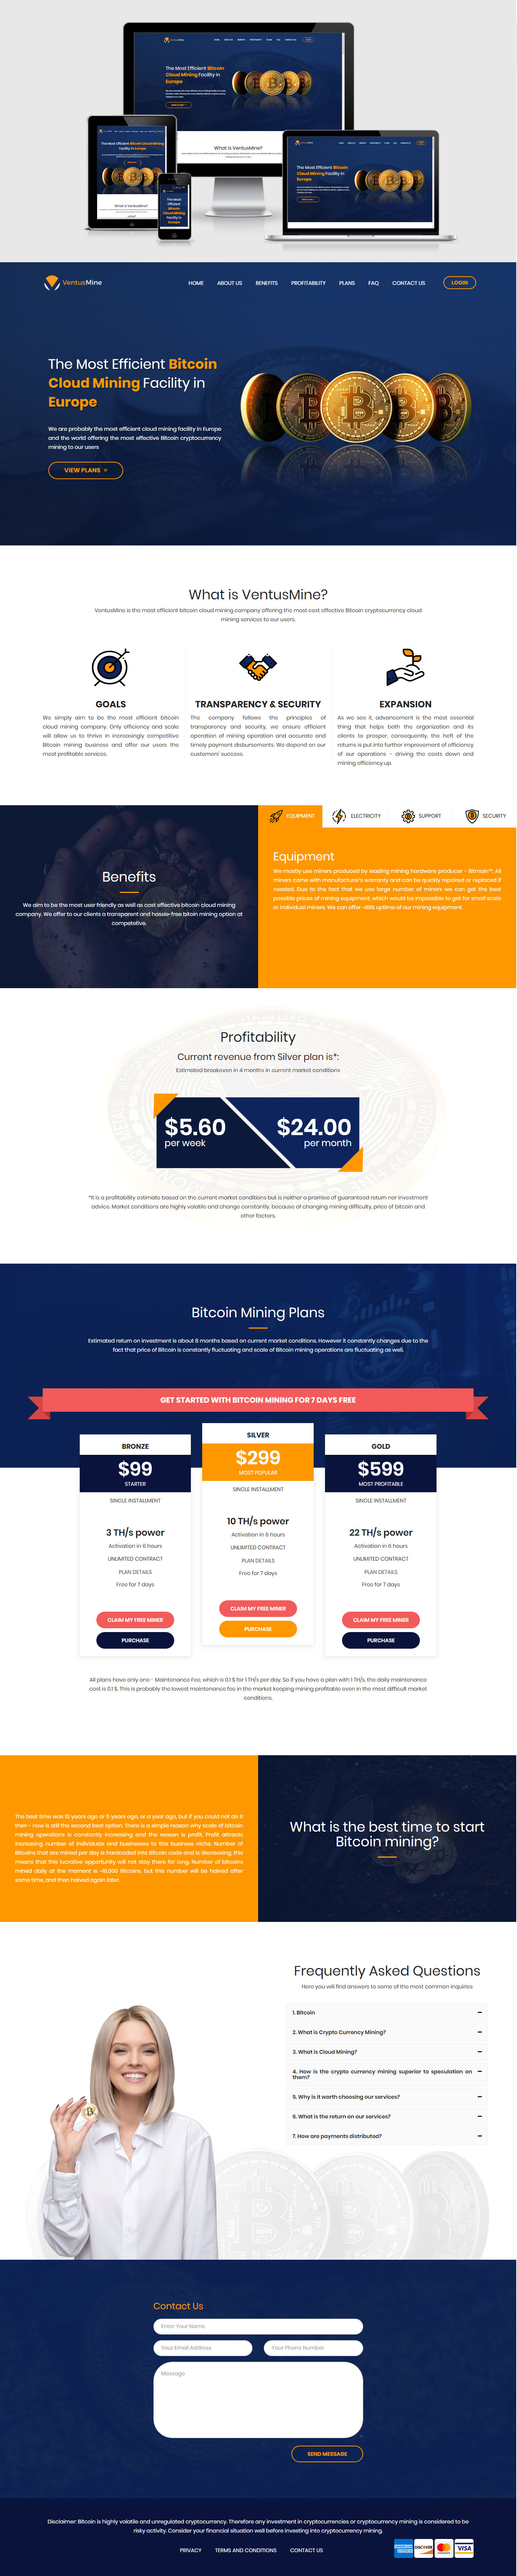 VentusMine
HOME ABOUT US BENEFITS PROFITABILITY PLANS FAQ CONTACT US LOGIN
The Most Efficient Bitcoin
Cloud Mining Facility in
Europe
We are probably the most efficient cloud mining facility in Europe
and the world offering the most effective Bitcoin cryptocurrency
mining to our users
VIEW PLANS
What is VentusMine?
VentusMine is the most efficient bitcoin cloud mining company offering the most cost effective Bitcoin cryptocurrency cloud
mining services to our users.
GOALS
We simply aim to be the most efficient bitcoin
cloud mining company. Only efficiency and scale
will allow us to thrive in increasingly competitive
Bitcoin mining business and offer our users the
most profitable services.
TRANSPARENCY & SECURITY
The company follows the principles of
transparency and security, we ensure efficient
operation of mining operation and accurate and
timely payment disbursements. We depend on our
customers' success.
EXPANSION
As we see it, advancement is the most essential
thing that helps both the organization and its
clients to prosper, consequently, the heft of the
returns is put into further improvement of efficiency
of our operations - driving the costs down and
mining efficiency up.
Benefits
We aim to be the most user friendly as well as cost effective bitcoin cloud mining
company. We offer to our clients a transparent and hassle-free bitoin mining option at
competetive.
EQUIPMENT ELECTRICITY SUPPORT SECURITY
Equipment
We mostly use miners produced by leading mining hardware producer - Bitmain™. All
miners come with manufacturer's warranty and can be quickly repaired or replaced if
needed. Due to the fact that we use large number of miners we can get the best
possible prices of mining equipment, which would be impossible to get for small scale
or individual miners. We can offer ~99% uptime of our mining equipment.
Profitability
Current revenue from Silver plan is*:
Estimated breakeven in 4 months in current market conditions
$5.60
per week
$24.00
per month
*It is a profitability estimate based on the current market conditions but is neither a promise of guaranteed return nor investment
advice. Market conditions are highly volatile and change constantly, because of changing mining difficulty, price of bitcoin and
other factors.
Bitcoin Mining Plans
Estimated return on investment is about 8 months based on current market conditions. However it constantly changes due to the
fact that price of Bitcoin is constantly fluctuating and scale of Bitcoin mining operations are fluctuating as well.
GET STARTED WITH BITCOIN MINING FOR 7 DAYS FREE
BRONZE
$99
STARTER
SINGLE INSTALLMENT
3 TH/s power
Activation in 6 hours
UNLIMITED CONTRACT
PLAN DETAILS
Free for 7 days
CLAIM MY FREE MINER
PURCHASE
SILVER
$299
MOST POPULAR
SINGLE INSTALLMENT
10 TH/s power
Activation in 6 hours
UNLIMITED CONTRACT
PLAN DETAILS
Free for 7 days
CLAIM MY FREE MINER
PURCHASE
GOLD
$599
MOST PROFITABLE
SINGLE INSTALLMENT
22 TH/s power
Activation in 6 hours
UNLIMITED CONTRACT
PLAN DETAILS
Free for 7 days
CLAIM MY FREE MINER
PURCHASE
All plans have only one - Maintenance Fee, which is 0.1 $ for 1 TH/s per day. So if you have a plan with 1 TH/s, the daily maintenance
cost is 0.1 $. This is probably the lowest maintenance fee in the market keeping mining profitable even in the most difficult market
conditions.
The best time was 10 years ago or 5 years ago, or a year ago, but if you could not do it
then - now is still the second best option. There is a simple reason why scale of bitcoin
mining operations is constantly increasing and the reason is profit. Profit attracts
increasing number of individuals and businesses to this business niche. Number of
Bitcoins that are mined per day is hardcoded into Bitcoin code and is decreasing, this
means that this lucrative opportunity will not stay there for long. Number of bitcoins
mined daily at the moment is ~18,000 Bitcoins, but this number will be halved after
some time, and then halved again later.
What is the best time to start
Bitcoin mining?
Frequently Asked Questions
Here you will find answers to some of the most common inquiries
1. Bitcoin
2. What is Crypto Currency Mining?
3. What is Cloud Mining?
4. How is the crypto currency mining superior to speculation on
them?
5. Why is it worth choosing our services?
6. What is the return on our services?
7. How are payments distributed?
Contact Us
Enter Your Name
Your Email Address
Your Phone Number
Message
SEND MESSAGE
Disclaimer: Bitcoin is highly volatile and unregulated cryptocurrency. Therefore any investment in cryptocurrencies or cryptocurrency mining is considered to be
risky activity. Consider your financial situation well before investing into cryptocurrency mining.
PRIVACY TERMS AND CONDITIONS CONTACT US
DISCOVER VISA